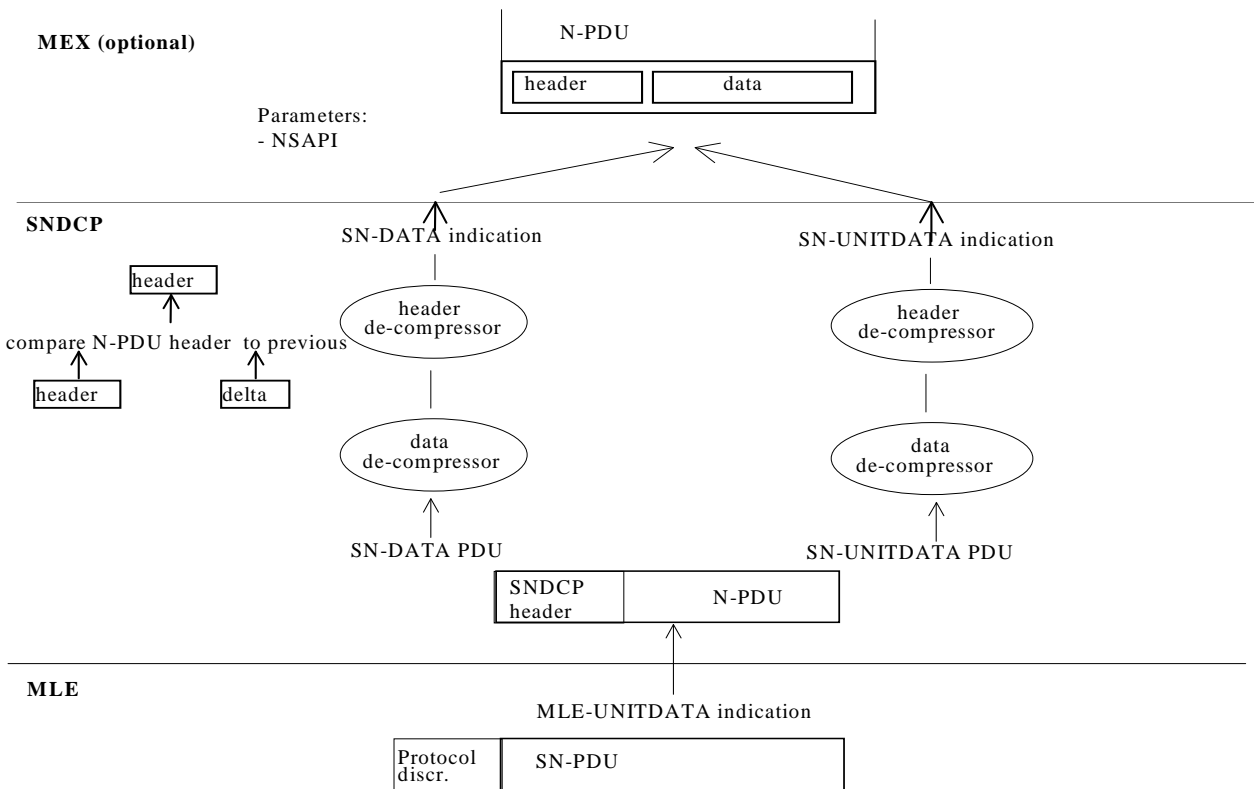 N-PDU
MEX (optional)
header
data
Parameters:
- NSAPI
SNDCP
SN-DATA indication
SN-UNITDATA indication
header
header
de-compressor
header
de-compressor
compare N-PDU header to previous
header
delta
data
de-compressor
data
de-compressor
SN-DATA PDU
SN-UNITDATA PDU
SNDCP
header
N-PDU
MLE
MLE-UNITDATA indication
Protocol
discr.
SN-PDU